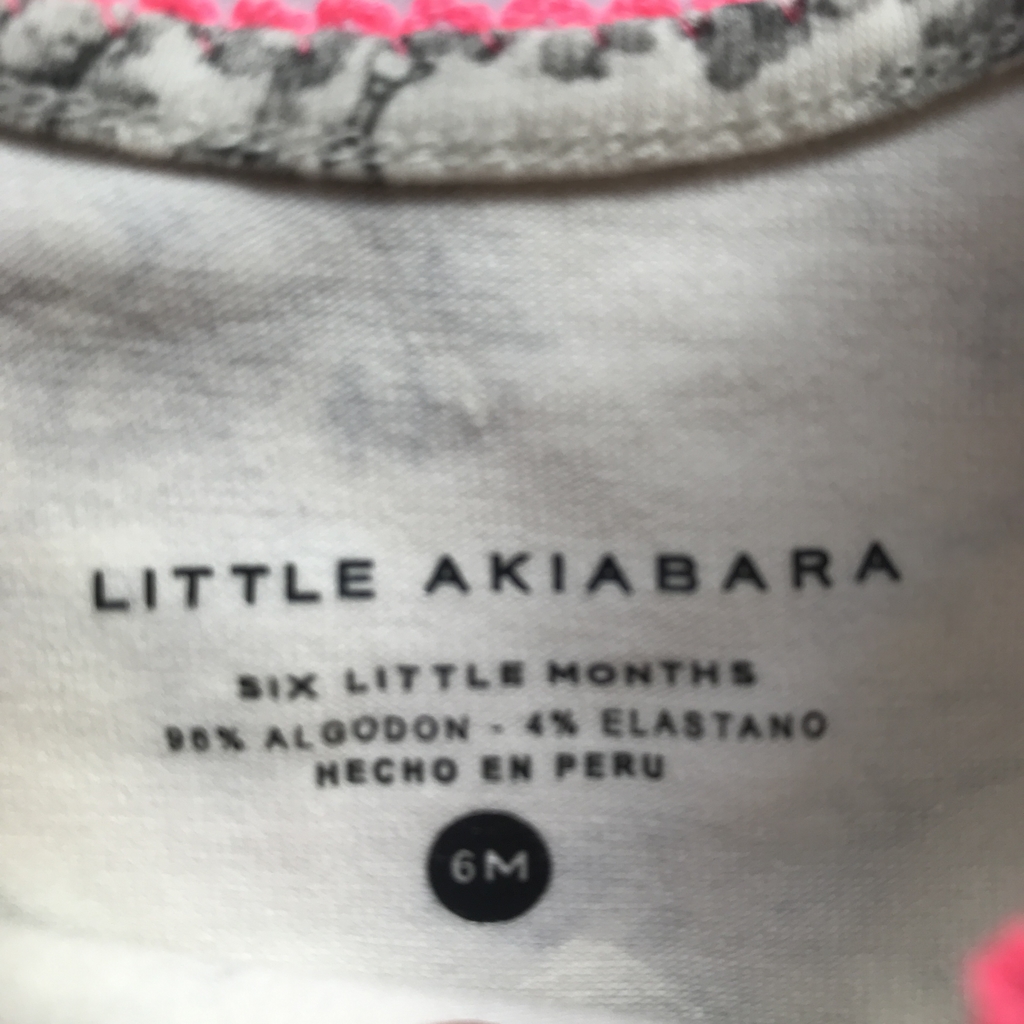 LITTLE AKIABARA
SIX LITTLE MONTHS
96% ALGODON - 4% ELASTANO
HECHO EN PERU
6M